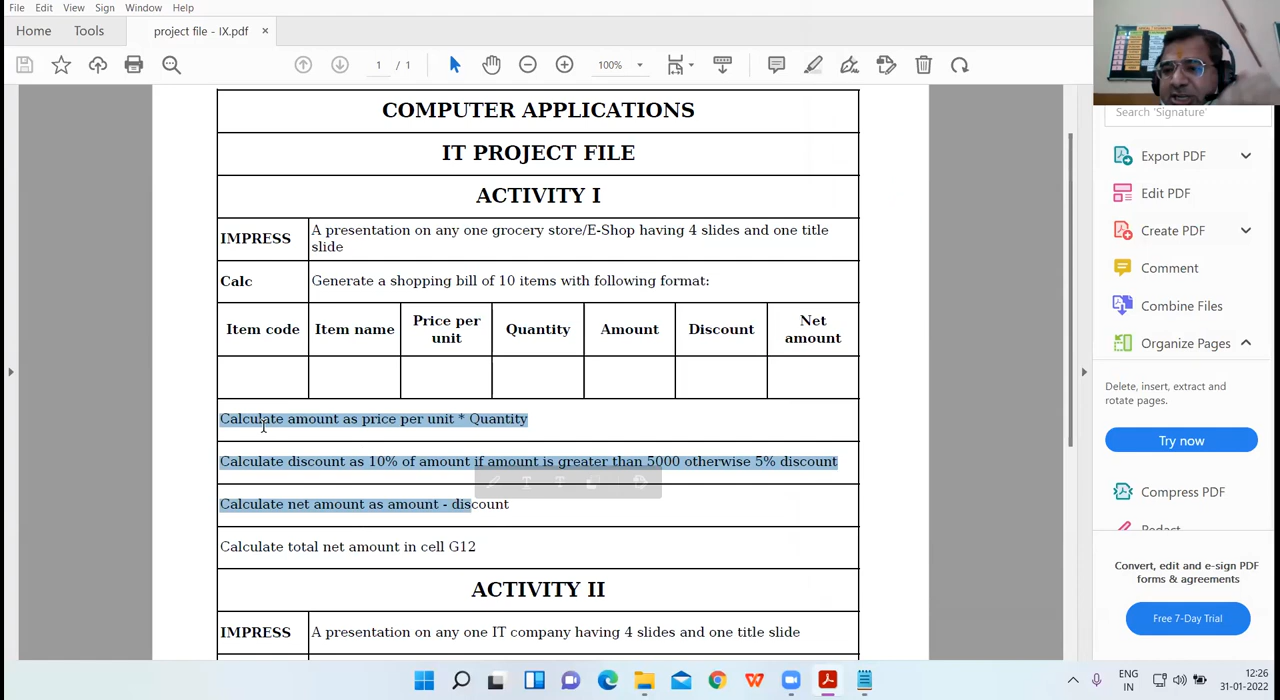 File Edit View Sign Window Help
Home Tools project file - IX.pdf ×
1 / 1 100%
Search 'Signature'
COMPUTER APPLICATIONS
IT PROJECT FILE
ACTIVITY I
IMPRESS A presentation on any one grocery store/E-Shop having 4 slides and one title
slide
Calc Generate a shopping bill of 10 items with following format:
Item code Item name Price per unit Quantity Amount Discount Net amount
Calculate amount as price per unit * Quantity
Calculate discount as 10% of amount if amount is greater than 5000 otherwise 5% discount
Calculate net amount as amount - discount
Calculate total net amount in cell G12
ACTIVITY II
IMPRESS A presentation on any one IT company having 4 slides and one title slide
Export PDF
Edit PDF
Create PDF
Comment
Combine Files
Organize Pages
Delete, insert, extract and
rotate pages.
Try now
Compress PDF
Redact
Convert, edit and e-sign PDF
forms & agreements
Free 7-Day Trial
ENG
IN
12:26
31-01-2022